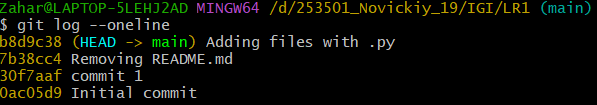 Zahar@LAPTOP-5LEHJ2AD MINGW64 /d/253501_Novickiy_19/IGI/LR1 (main)
$ git log --oneline
b8d9c38 (HEAD -> main) Adding files with .py
7b38cc4 Removing README.md
30f7aaf commit 1
0ac05d9 Initial commit